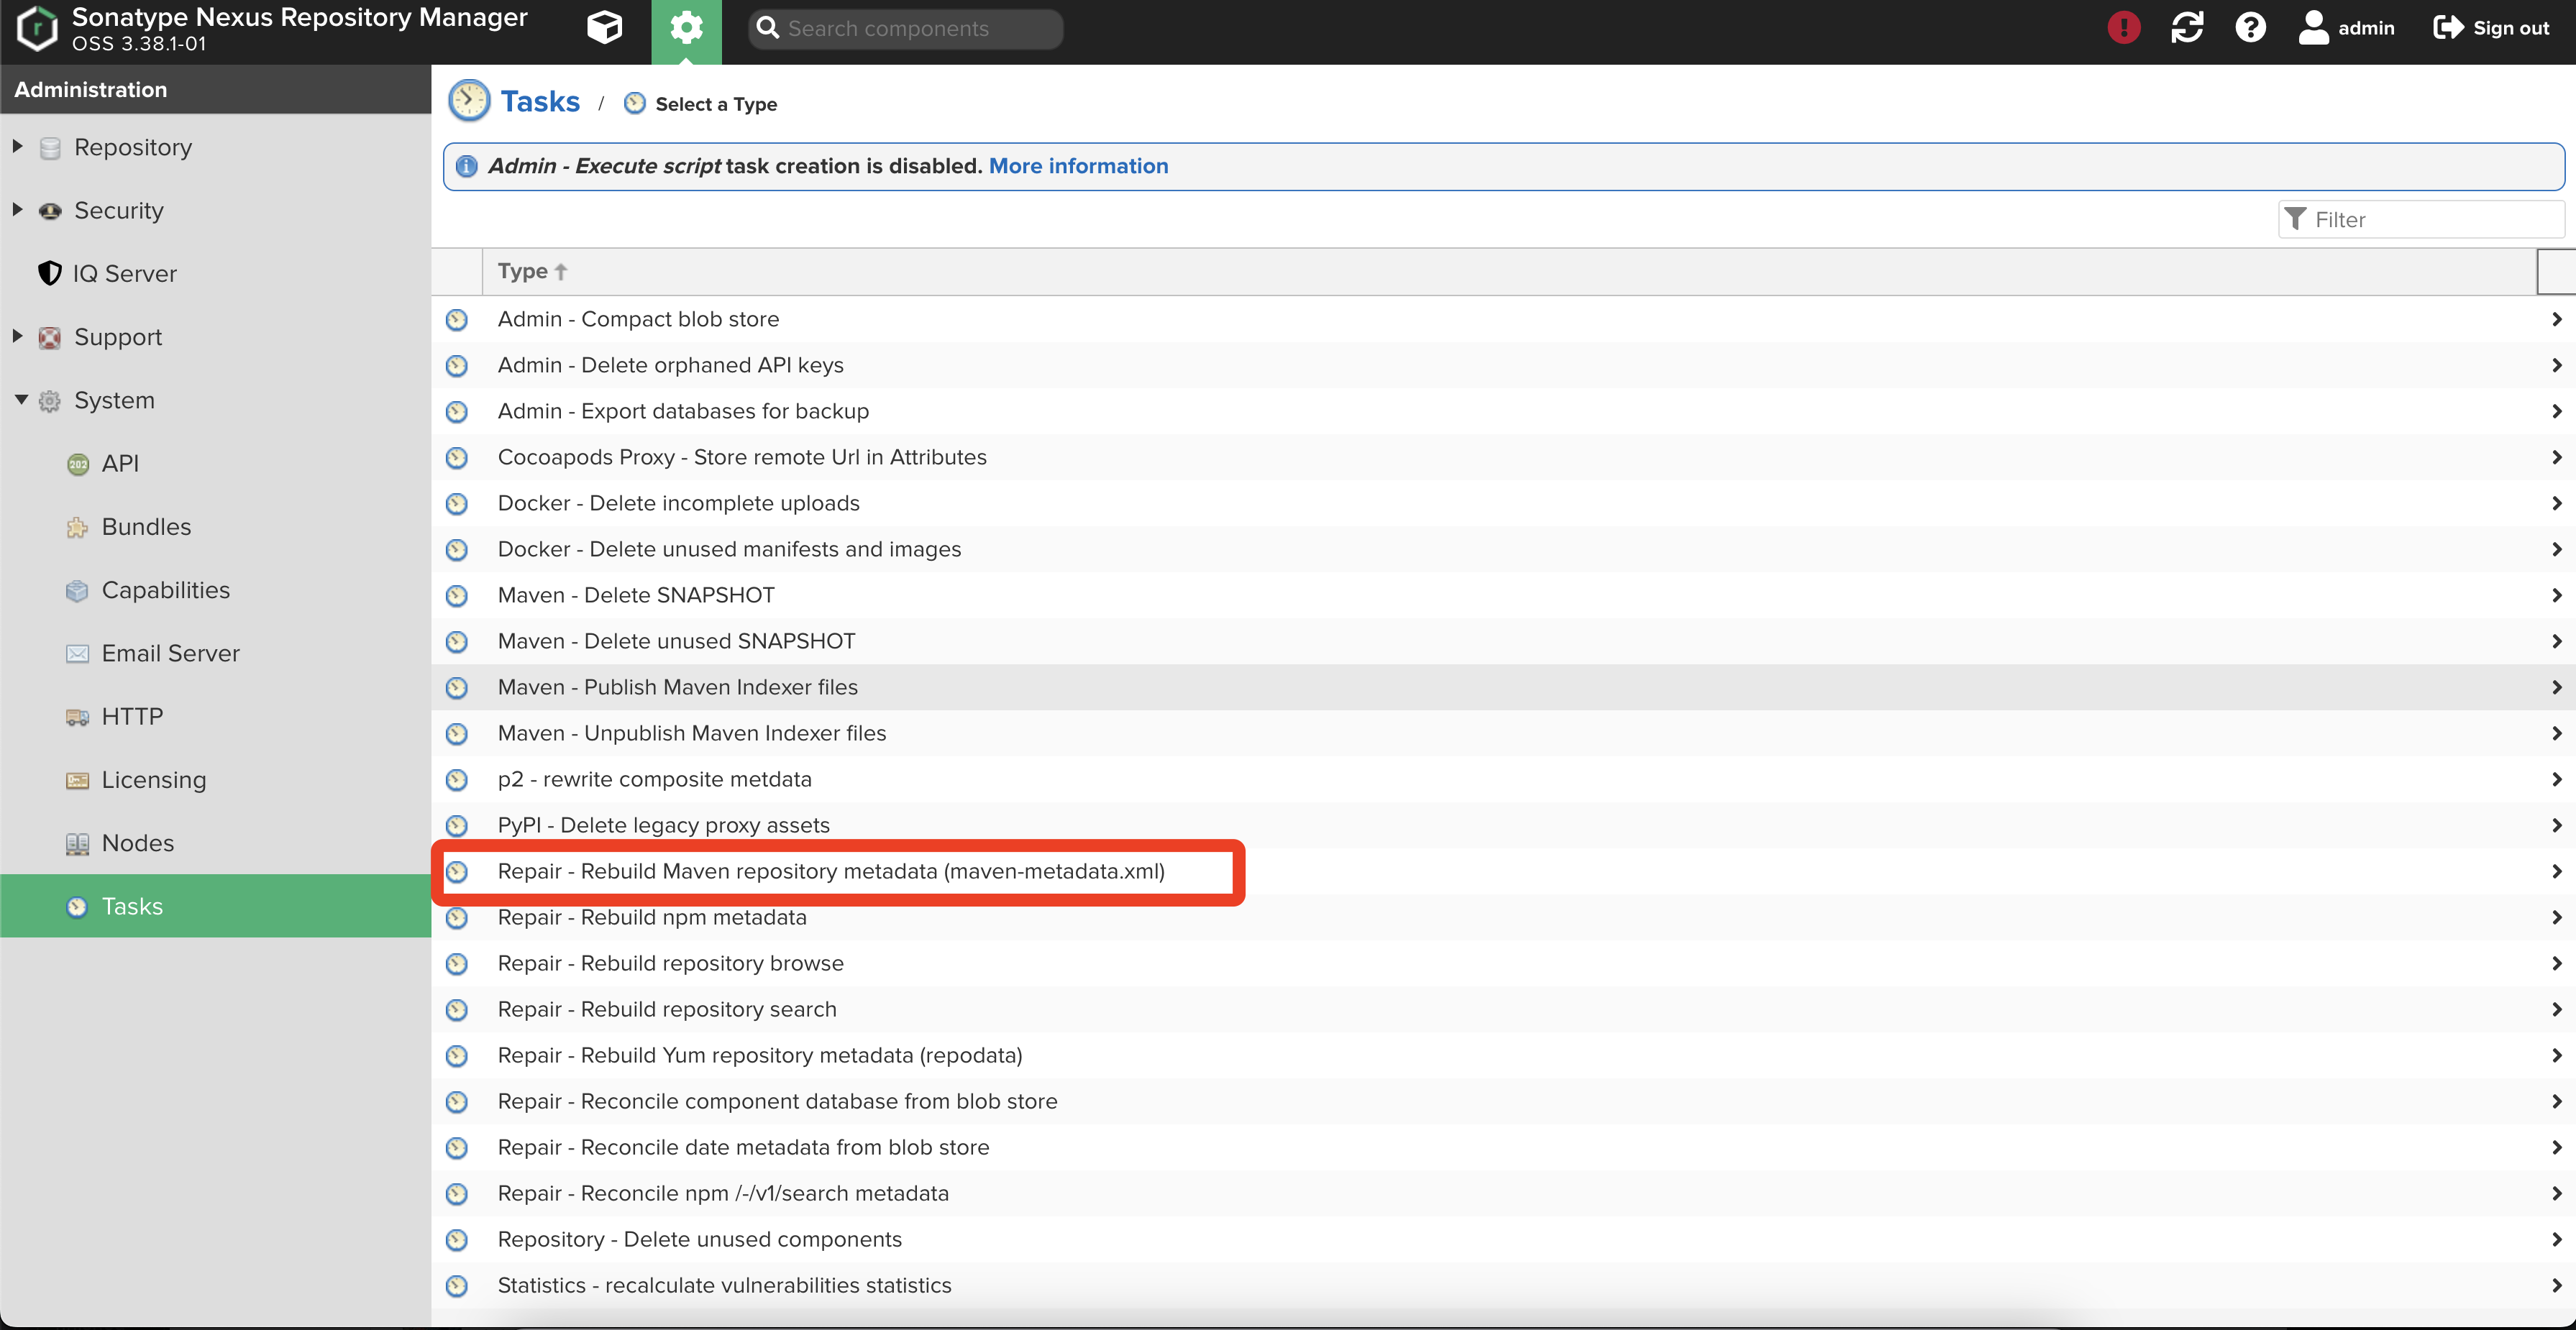 Sonatype Nexus Repository Manager
OSS 3.38.1-01
Search components
admin
Sign out
Administration
Repository
Security
IQ Server
Support
System
API
Bundles
Capabilities
Email Server
HTTP
Licensing
Nodes
Tasks
Tasks / Select a Type
Admin - Execute script task creation is disabled. More information
Filter
Type
Admin - Compact blob store
Admin - Delete orphaned API keys
Admin - Export databases for backup
Cocoapods Proxy - Store remote Url in Attributes
Docker - Delete incomplete uploads
Docker - Delete unused manifests and images
Maven - Delete SNAPSHOT
Maven - Delete unused SNAPSHOT
Maven - Publish Maven Indexer files
Maven - Unpublish Maven Indexer files
p2 - rewrite composite metdata
PyPI - Delete legacy proxy assets
Repair - Rebuild Maven repository metadata (maven-metadata.xml)
Repair - Rebuild npm metadata
Repair - Rebuild repository browse
Repair - Rebuild repository search
Repair - Rebuild Yum repository metadata (repodata)
Repair - Reconcile component database from blob store
Repair - Reconcile date metadata from blob store
Repair - Reconcile npm /-/v1/search metadata
Repository - Delete unused components
Statistics - recalculate vulnerabilities statistics